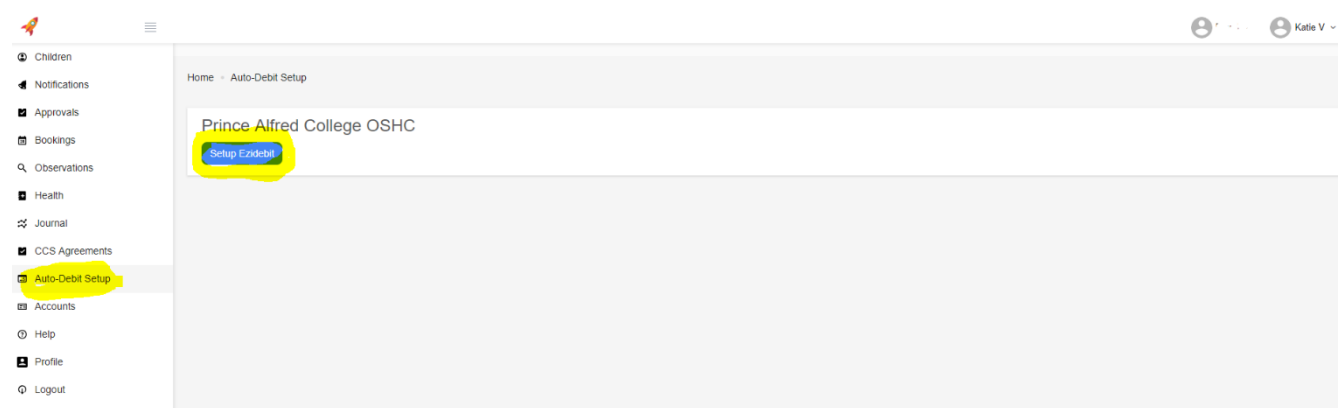 Katie V
Children
Notifications
Approvals
Bookings
Observations
Health
Journal
CCS Agreements
Auto-Debit Setup
Accounts
Help
Profile
Logout
Home > Auto-Debit Setup
Prince Alfred College OSHC
Setup Ezidebit